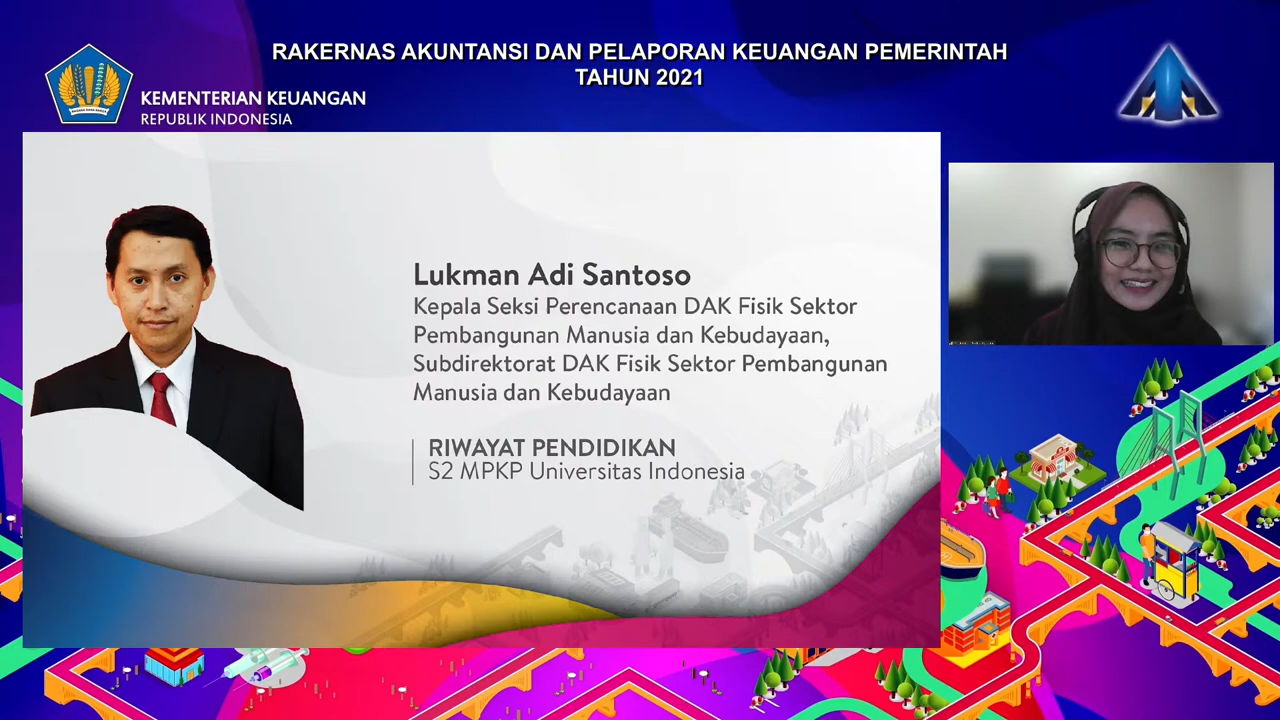 RAKERNAS AKUNTANSI DAN PELAPORAN KEUANGAN PEMERINTAH
TAHUN 2021
KEMENTERIAN KEUANGAN
REPUBLIK INDONESIA
Lukman Adi Santoso
Kepala Seksi Perencanaan DAK Fisik Sektor
Pembangunan Manusia dan Kebudayaan,
Subdirektorat DAK Fisik Sektor Pembangunan
Manusia dan Kebudayaan
RIWAYAT PENDIDIKAN
S2 MPKP Universitas Indonesia